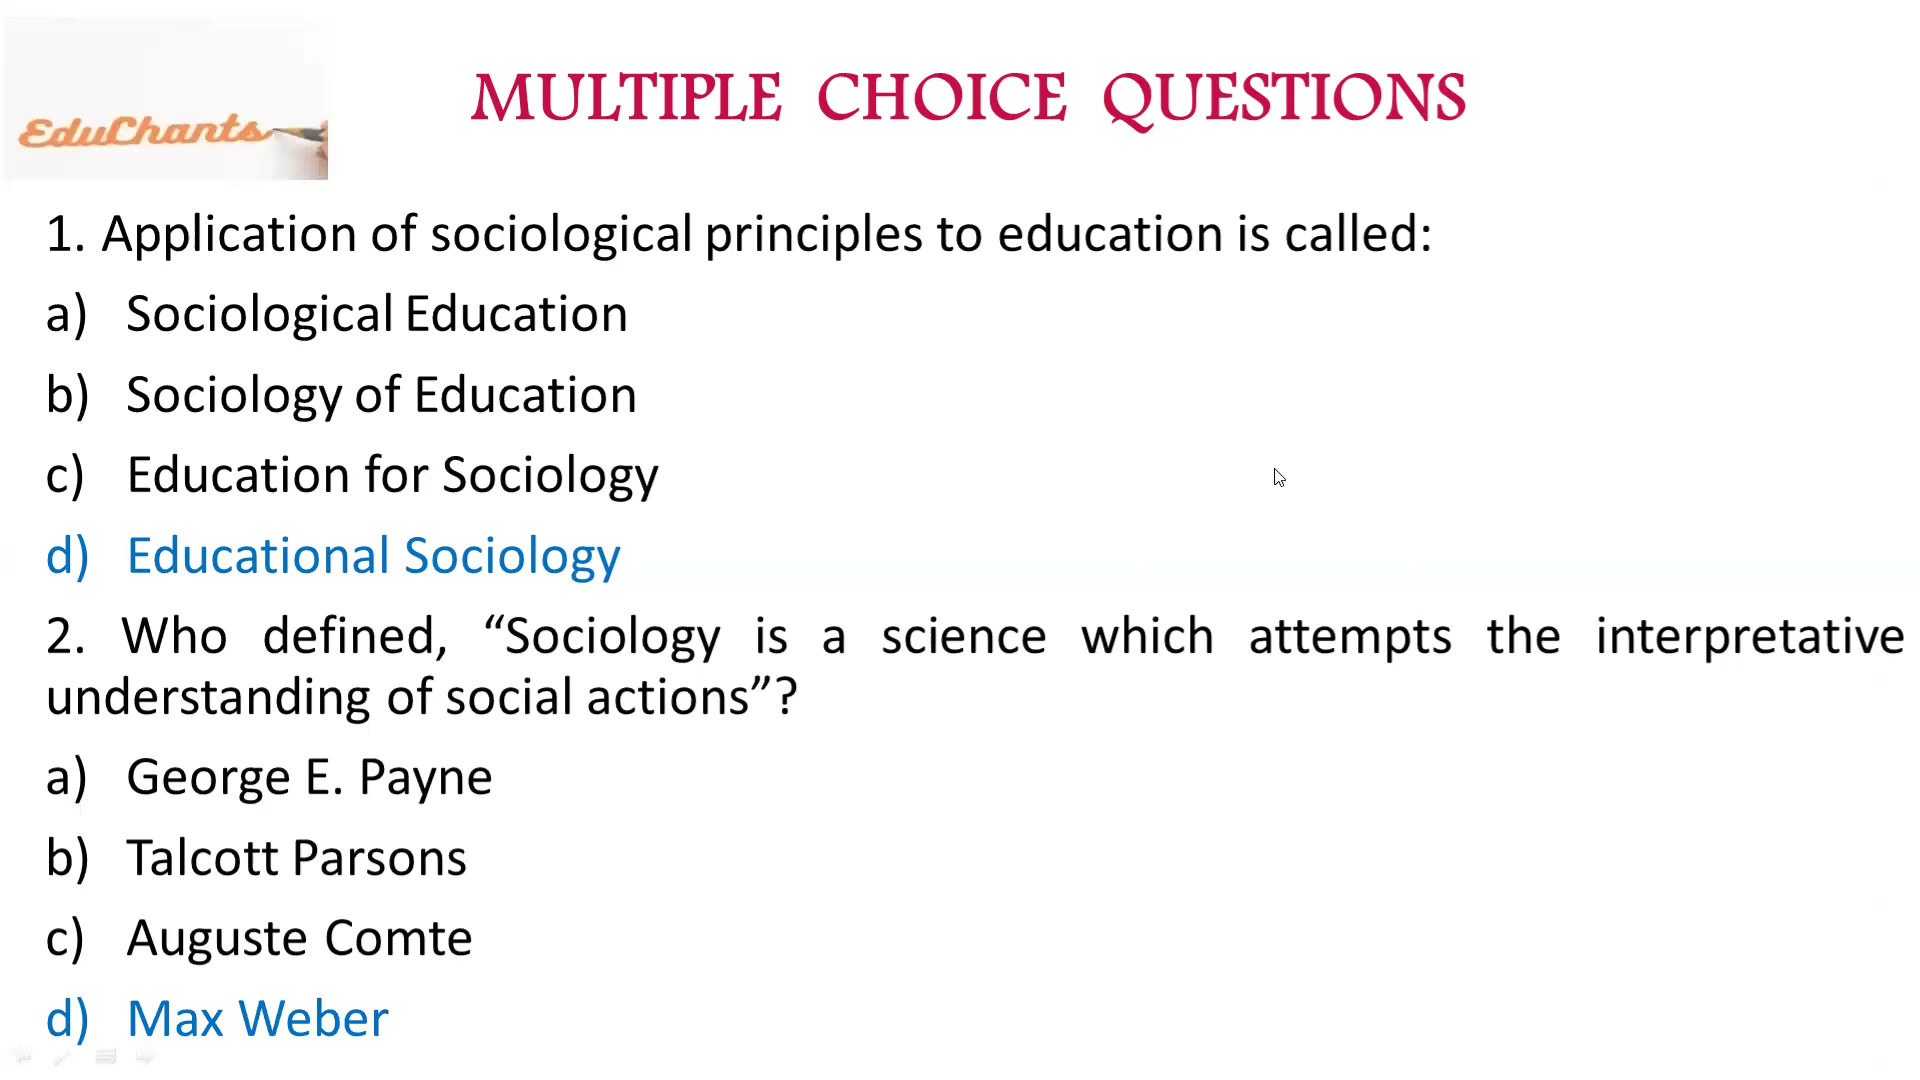 EduChants
MULTIPLE CHOICE QUESTIONS
1. Application of sociological principles to education is called:
a) Sociological Education
b) Sociology of Education
c) Education for Sociology
d) Educational Sociology
2. Who defined, “Sociology is a science which attempts the interpretative
understanding of social actions”?
a) George E. Payne
b) Talcott Parsons
c) Auguste Comte
d) Max Weber